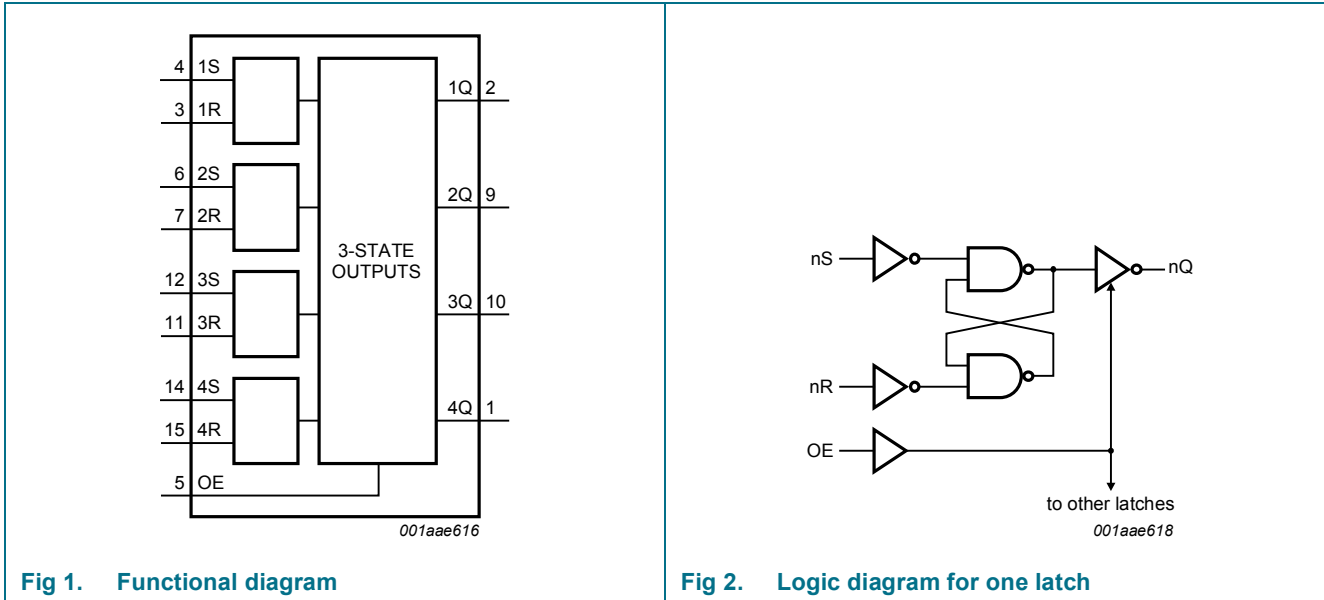 4 1S
3 1R
1Q 2
6 2S
7 2R
2Q 9
3-STATE
OUTPUTS
12 3S
11 3R
3Q 10
14 4S
15 4R
4Q 1
5 OE
001aae616
Fig 1. Functional diagram
nS
nQ
nR
OE
to other latches
001aae618
Fig 2. Logic diagram for one latch